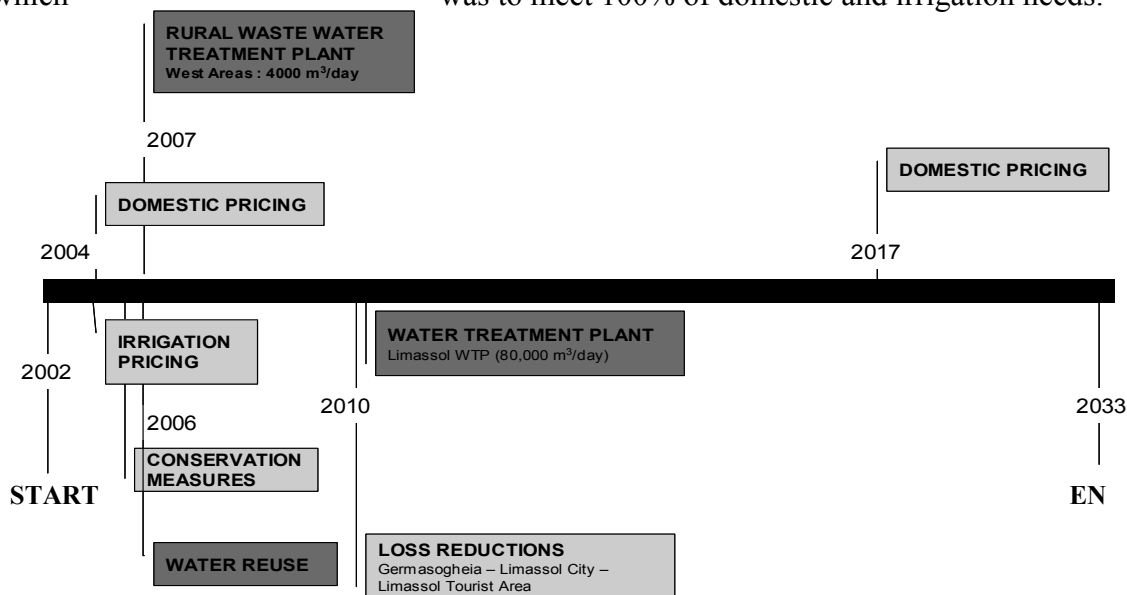 which was to meet 100% of domestic and irrigation needs.
RURAL WASTE WATER
TREATMENT PLANT
West Areas : 4000 m³/day
2007
DOMESTIC PRICING
DOMESTIC PRICING
2004
2017
IRRIGATION
PRICING
WATER TREATMENT PLANT
Limassol WTP (80,000 m³/day)
2002
2010
2033
2006
CONSERVATION
MEASURES
START
EN
WATER REUSE
LOSS REDUCTIONS
Germasogheia – Limassol City –
Limassol Tourist Area